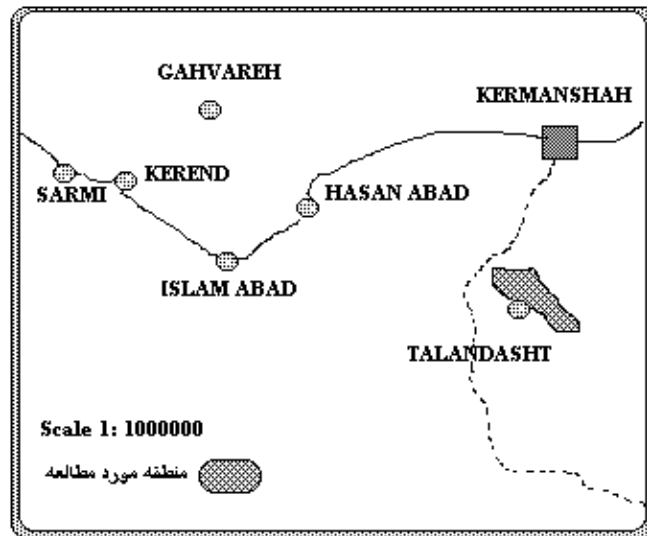 GAHVAREH
KERMANSHAH
KEREND
SARMI
HASAN ABAD
ISLAM ABAD
TALANDASHT
Scale 1: 1000000
منطقه مورد مطالعه